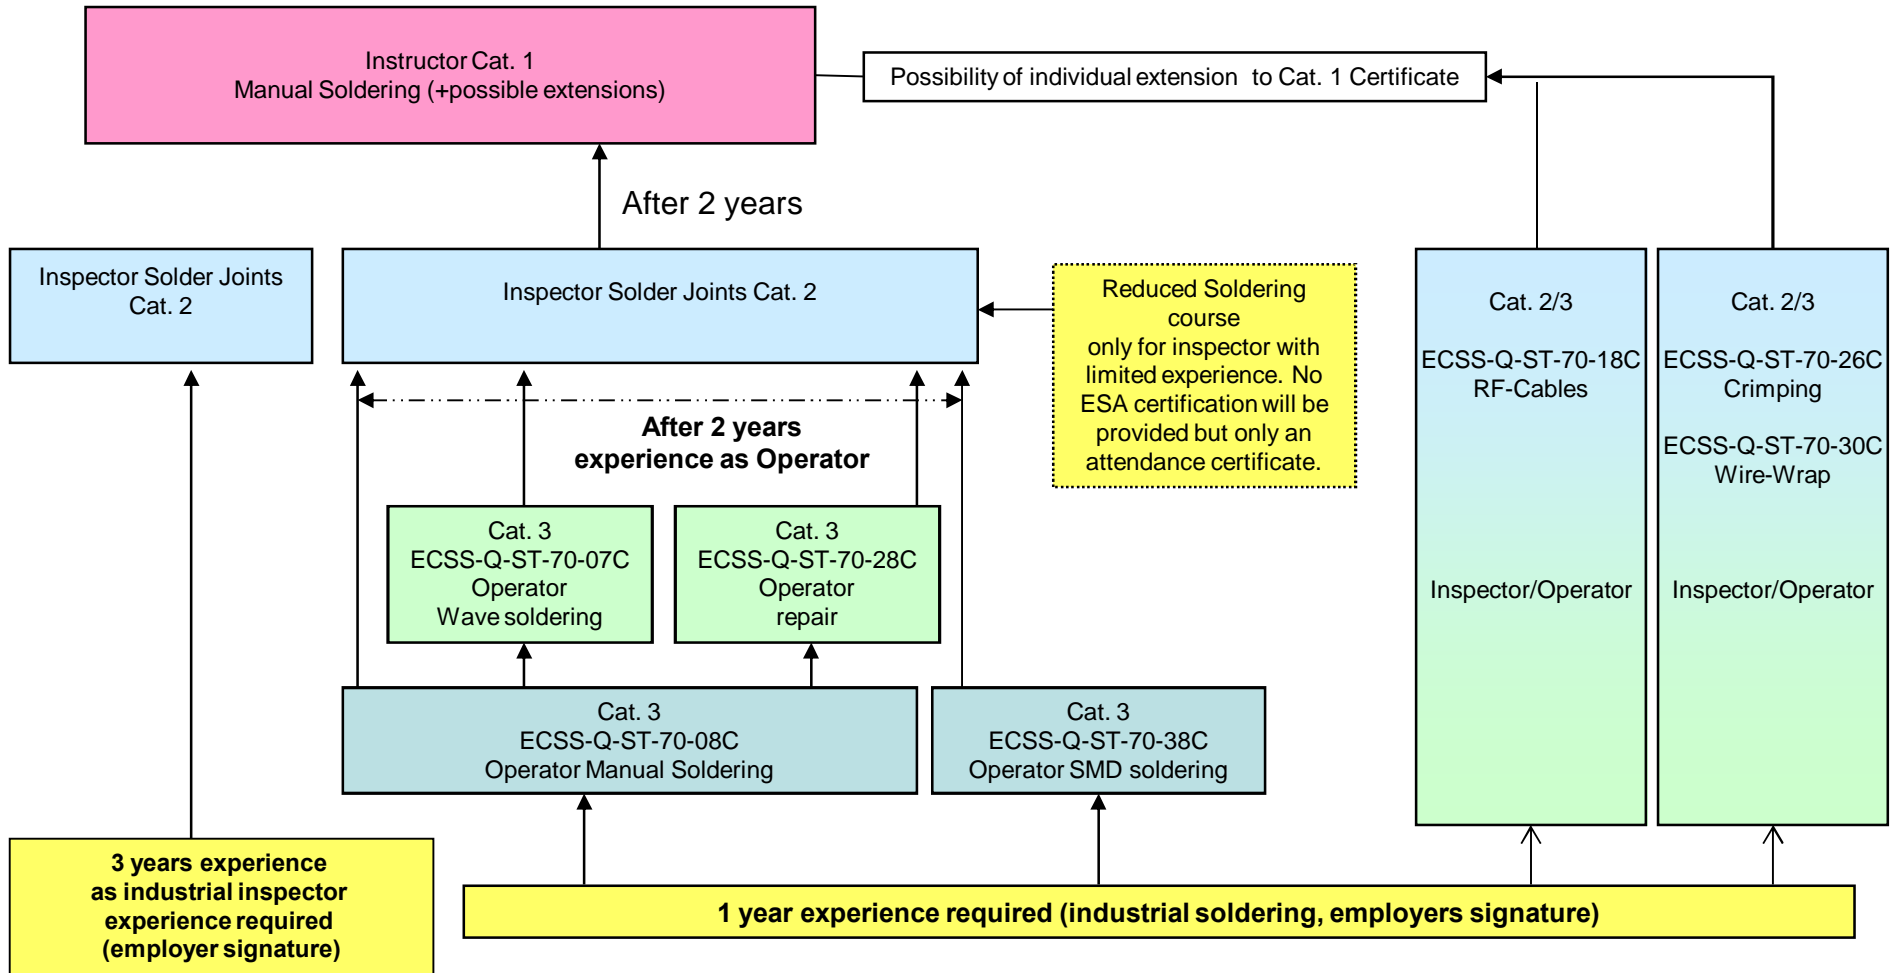 Instructor Cat. 1
Manual Soldering (+possible extensions)
Possibility of individual extension to Cat. 1 Certificate
After 2 years
Inspector Solder Joints
Cat. 2
Inspector Solder Joints Cat. 2
Reduced Soldering
course
only for inspector with
limited experience. No
ESA certification will be
provided but only an
attendance certificate.
Cat. 2/3
ECSS-Q-ST-70-18C
RF-Cables
Inspector/Operator
Cat. 2/3
ECSS-Q-ST-70-26C
Crimping
ECSS-Q-ST-70-30C
Wire-Wrap
Inspector/Operator
After 2 years
experience as Operator
Cat. 3
ECSS-Q-ST-70-07C
Operator
Wave soldering
Cat. 3
ECSS-Q-ST-70-28C
Operator
repair
Cat. 3
ECSS-Q-ST-70-08C
Operator Manual Soldering
Cat. 3
ECSS-Q-ST-70-38C
Operator SMD soldering
3 years experience
as industrial inspector
experience required
(employer signature)
1 year experience required (industrial soldering, employers signature)